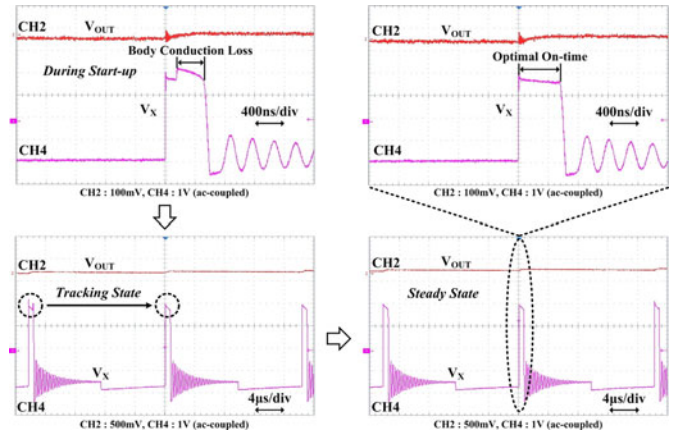 CH2 VOUT
Body Conduction Loss
During Start-up
VX
400ns/div
CH4
CH2 : 100mV, CH4 : 1V (ac-coupled)
CH2 VOUT
Optimal On-time
VX
400ns/div
CH4
CH2 : 100mV, CH4 : 1V (ac-coupled)
CH2 VOUT
Tracking State
VX
4μs/div
CH4
CH2 : 500mV, CH4 : 1V (ac-coupled)
CH2 VOUT
Steady State
VX
4μs/div
CH4
CH2 : 500mV, CH4 : 1V (ac-coupled)